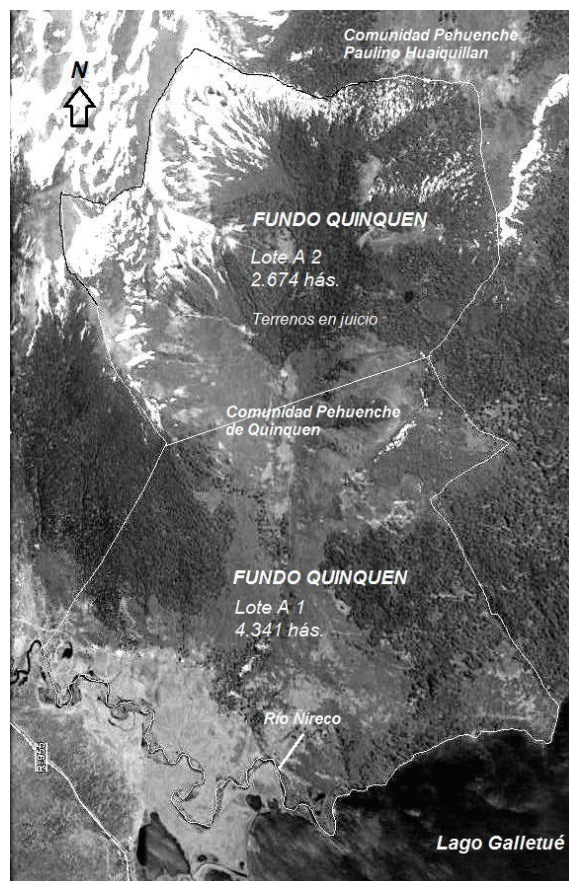 Comunidad Pehuenche
Paulino Huaiquillan
N
FUNDO QUINQUEN
Lote A 2
2.674 hás.
Terrenos en juicio
Comunidad Pehuenche
de Quinquen
FUNDO QUINQUEN
Lote A 1
4.341 hás.
Río Ñireco
Lago Galletué